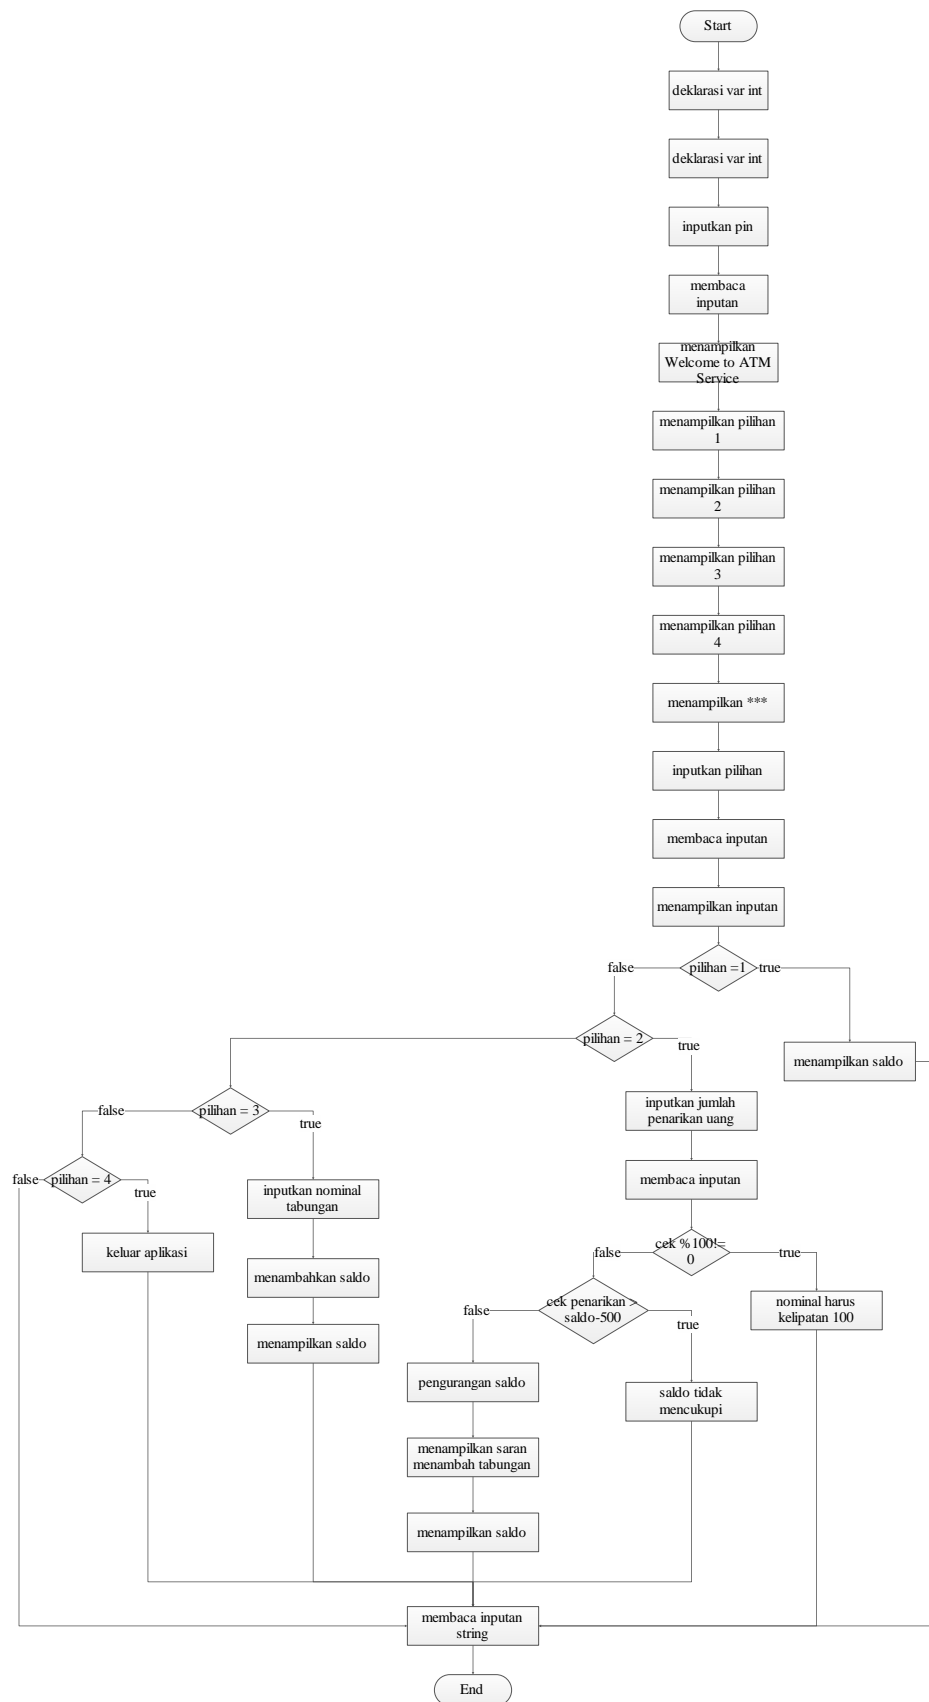 Start
deklarasi var int
deklarasi var int
inputkan pin
membaca
inputan
menampilkan
Welcome to ATM
Service
menampilkan pilihan
1
menampilkan pilihan
2
menampilkan pilihan
3
menampilkan pilihan
4
menampilkan ***
inputkan pilihan
membaca inputan
menampilkan inputan
false
pilihan =1
true
pilihan = 2
true
menampilkan saldo
inputkan jumlah
penarikan uang
false
pilihan = 3
true
membaca inputan
false
pilihan = 4
true
inputkan nominal
tabungan
keluar aplikasi
false
cek %100!=
0
true
menambahkan saldo
false
cek penarikan >
saldo-500
true
nominal harus
kelipatan 100
menampilkan saldo
pengurangan saldo
saldo tidak
mencukupi
menampilkan saran
menambah tabungan
menampilkan saldo
membaca inputan
string
End